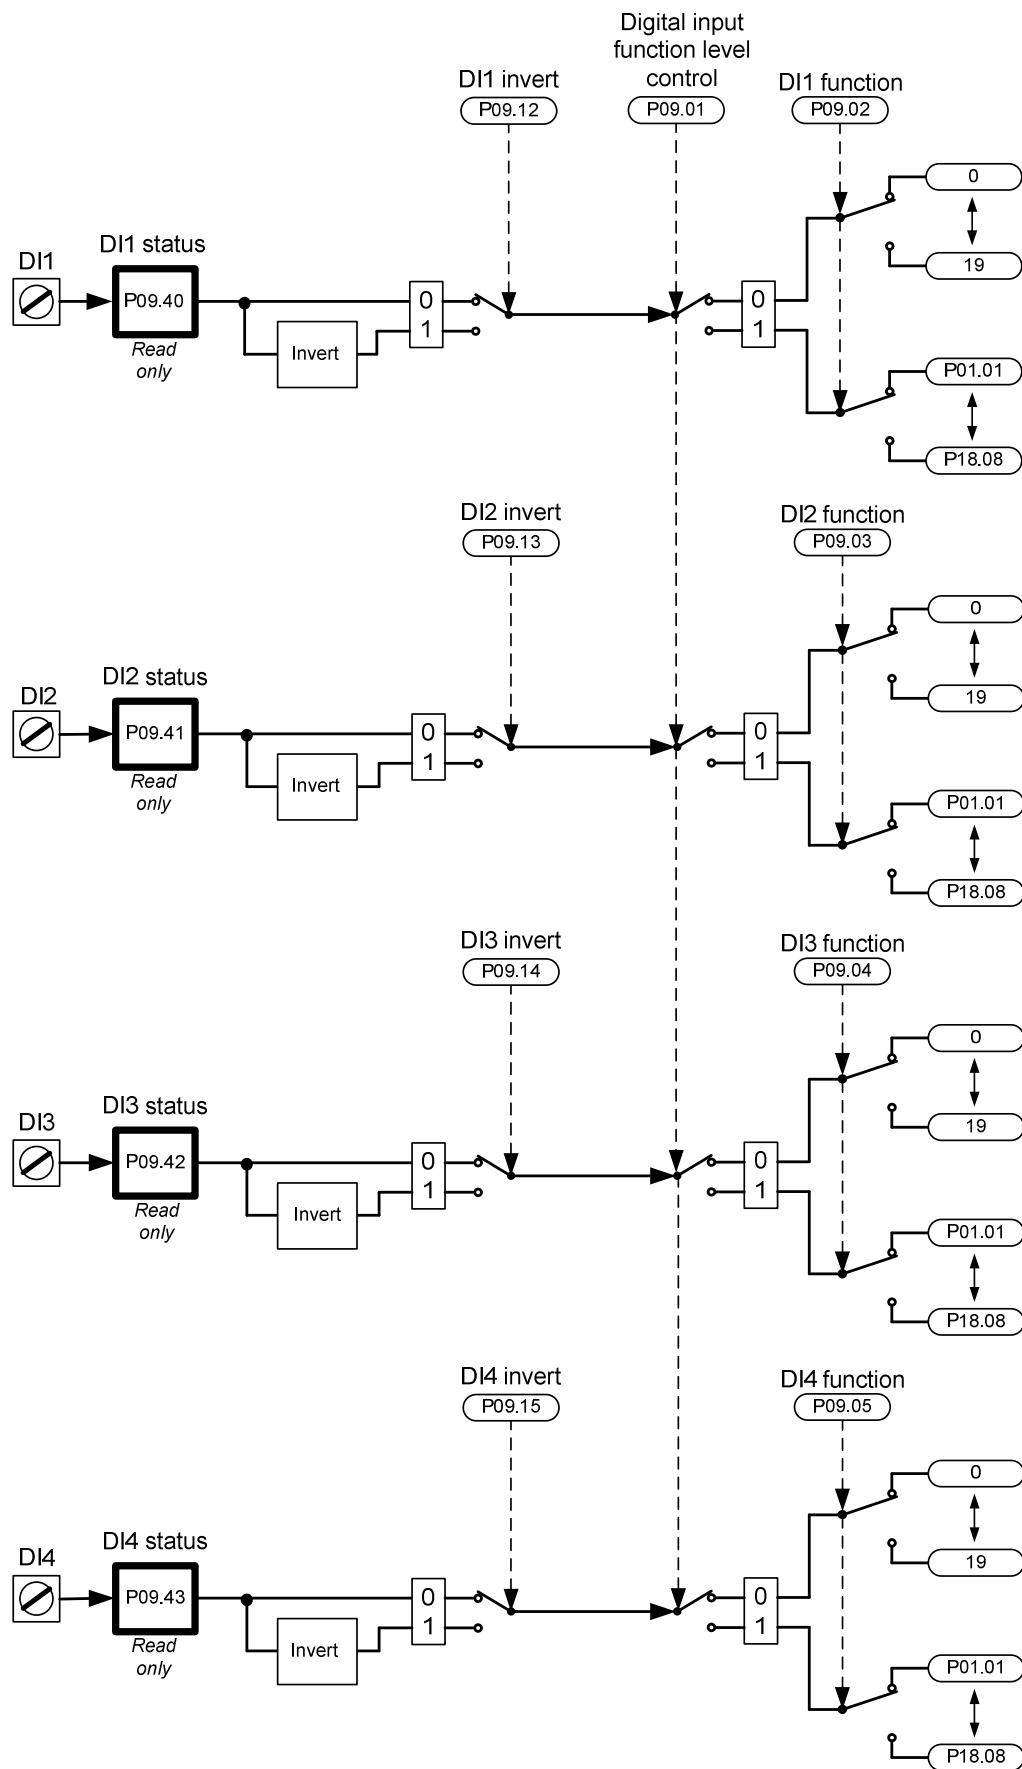 Digital input
function level
control
DI1 invert
DI1 function
P09.12
P09.01
P09.02
0
DI1 status
DI1
19
P09.40
0
1
0
1
Invert
Read
only
P01.01
P18.08
DI2 invert
DI2 function
P09.13
P09.03
0
DI2 status
DI2
19
P09.41
0
1
0
1
Invert
Read
only
P01.01
P18.08
DI3 invert
DI3 function
P09.14
P09.04
0
DI3 status
DI3
19
P09.42
0
1
0
1
Invert
Read
only
P01.01
P18.08
DI4 invert
DI4 function
P09.15
P09.05
0
DI4 status
DI4
19
P09.43
0
1
0
1
Invert
Read
only
P01.01
P18.08